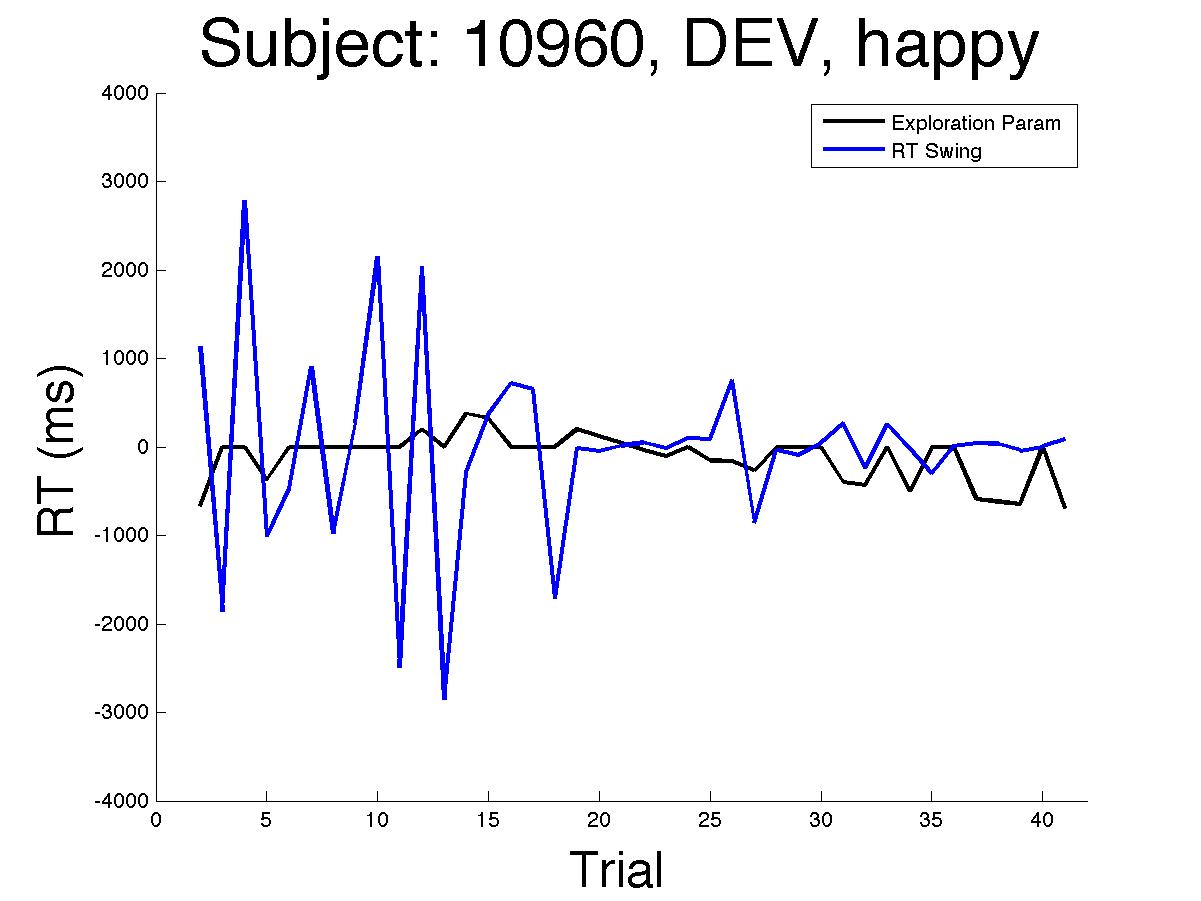 Subject: 10960, DEV, happy
Exploration Param
RT Swing
4000
3000
2000
1000
0
-1000
-2000
-3000
-4000
RT (ms)
0 5 10 15 20 25 30 35 40
Trial